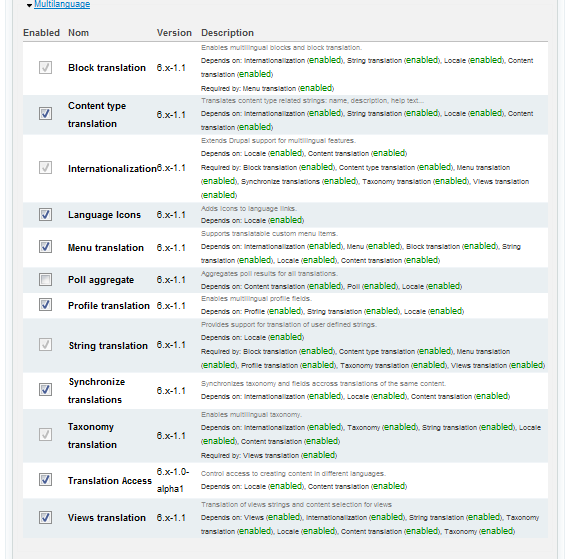 Multilanguage
Enabled Nom Version Description
Enables multilingual blocks and block translation.
Block translation 6.x-1.1 Depends on: Internationalization (enabled), String translation (enabled), Locale (enabled), Content
translation (enabled)
Required by: Menu translation (enabled)
Content type
translation
6.x-1.1
Translates content type related strings: name, description, help text...
Depends on: Internationalization (enabled), String translation (enabled), Locale (enabled), Content
translation (enabled)
Extends Drupal support for multilingual features.
Depends on: Locale (enabled), Content translation (enabled)
Internationalization 6.x-1.1 Required by: Block translation (enabled), Content type translation (enabled), Menu translation
(enabled), Synchronize translations (enabled), Taxonomy translation (enabled), Views translation
(enabled)
Language Icons 6.x-1.1 Adds icons to language links.
Depends on: Locale (enabled)
Supports translatable custom menu items.
Menu translation 6.x-1.1 Depends on: Internationalization (enabled), Menu (enabled), Block translation (enabled), String
translation (enabled), Locale (enabled), Content translation (enabled)
Poll aggregate 6.x-1.1 Aggregates poll results for all translations.
Depends on: Content translation (enabled), Poll (enabled), Locale (enabled)
Profile translation 6.x-1.1 Enables multilingual profile fields.
Depends on: Profile (enabled), String translation (enabled), Locale (enabled)
Provides support for translation of user defined strings.
Depends on: Locale (enabled)
String translation 6.x-1.1 Required by: Block translation (enabled), Content type translation (enabled), Menu translation
(enabled), Profile translation (enabled), Taxonomy translation (enabled), Views translation (enabled)
Synchronize
translations
6.x-1.1
Synchronizes taxonomy and fields accross translations of the same content.
Depends on: Internationalization (enabled), Locale (enabled), Content translation (enabled)
Taxonomy
translation
6.x-1.1
Enables multilingual taxonomy.
Depends on: Internationalization (enabled), Taxonomy (enabled), String translation (enabled), Locale
(enabled), Content translation (enabled)
Required by: Views translation (enabled)
Translation Access
6.x-1.0-
alpha1
Control access to creating content in different languages.
Depends on: Locale (enabled), Content translation (enabled)
Translation of views strings and content selection for views
Views translation 6.x-1.1 Depends on: Views (enabled), Internationalization (enabled), String translation (enabled), Taxonomy
translation (enabled), Locale (enabled), Content translation (enabled), Taxonomy (enabled)